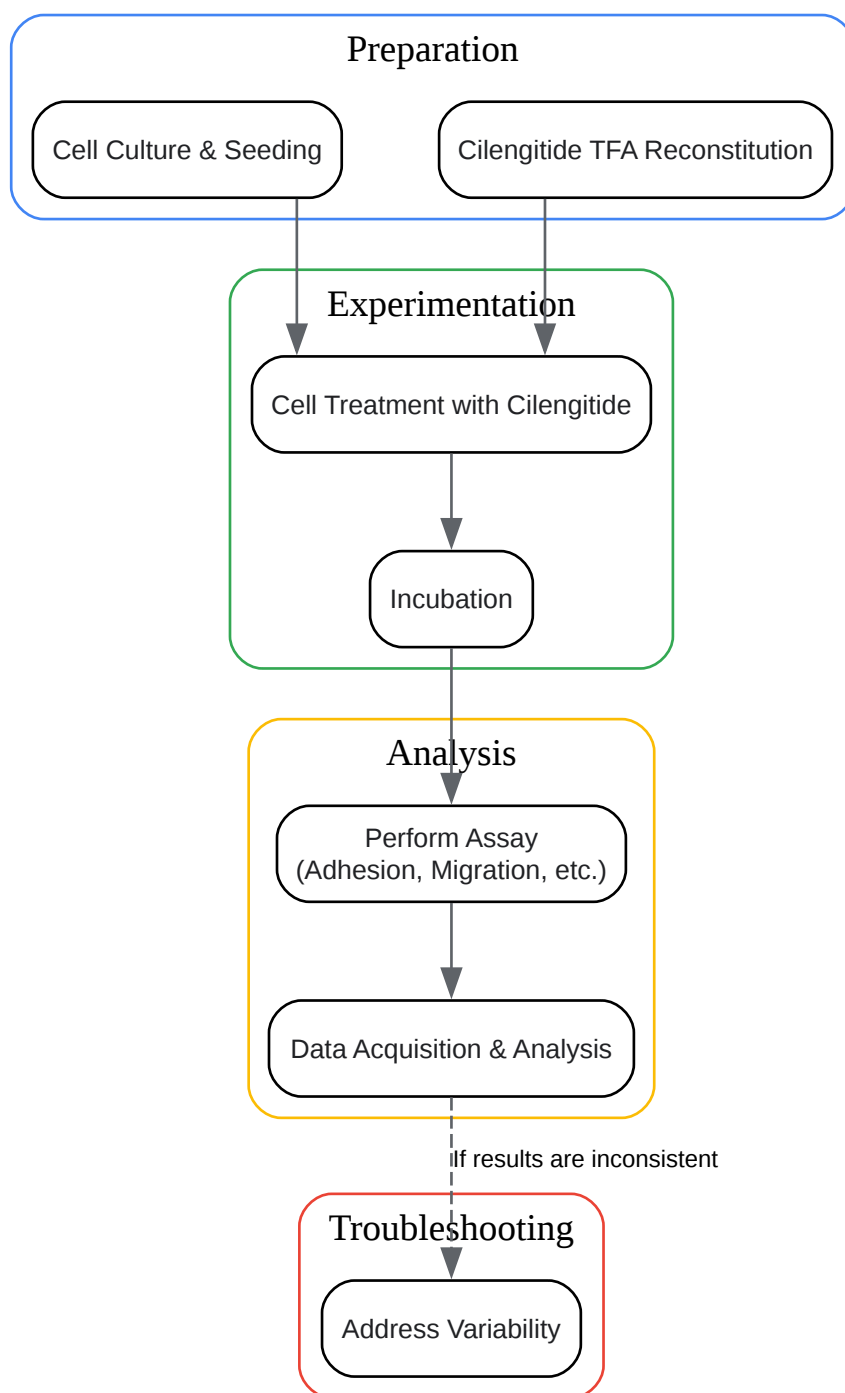 Preparation
Cell Culture & Seeding
Cilengitide TFA Reconstitution
Experimentation
Cell Treatment with Cilengitide
Incubation
Analysis
Perform Assay
(Adhesion, Migration, etc.)
Data Acquisition & Analysis
If results are inconsistent
Troubleshooting
Address Variability